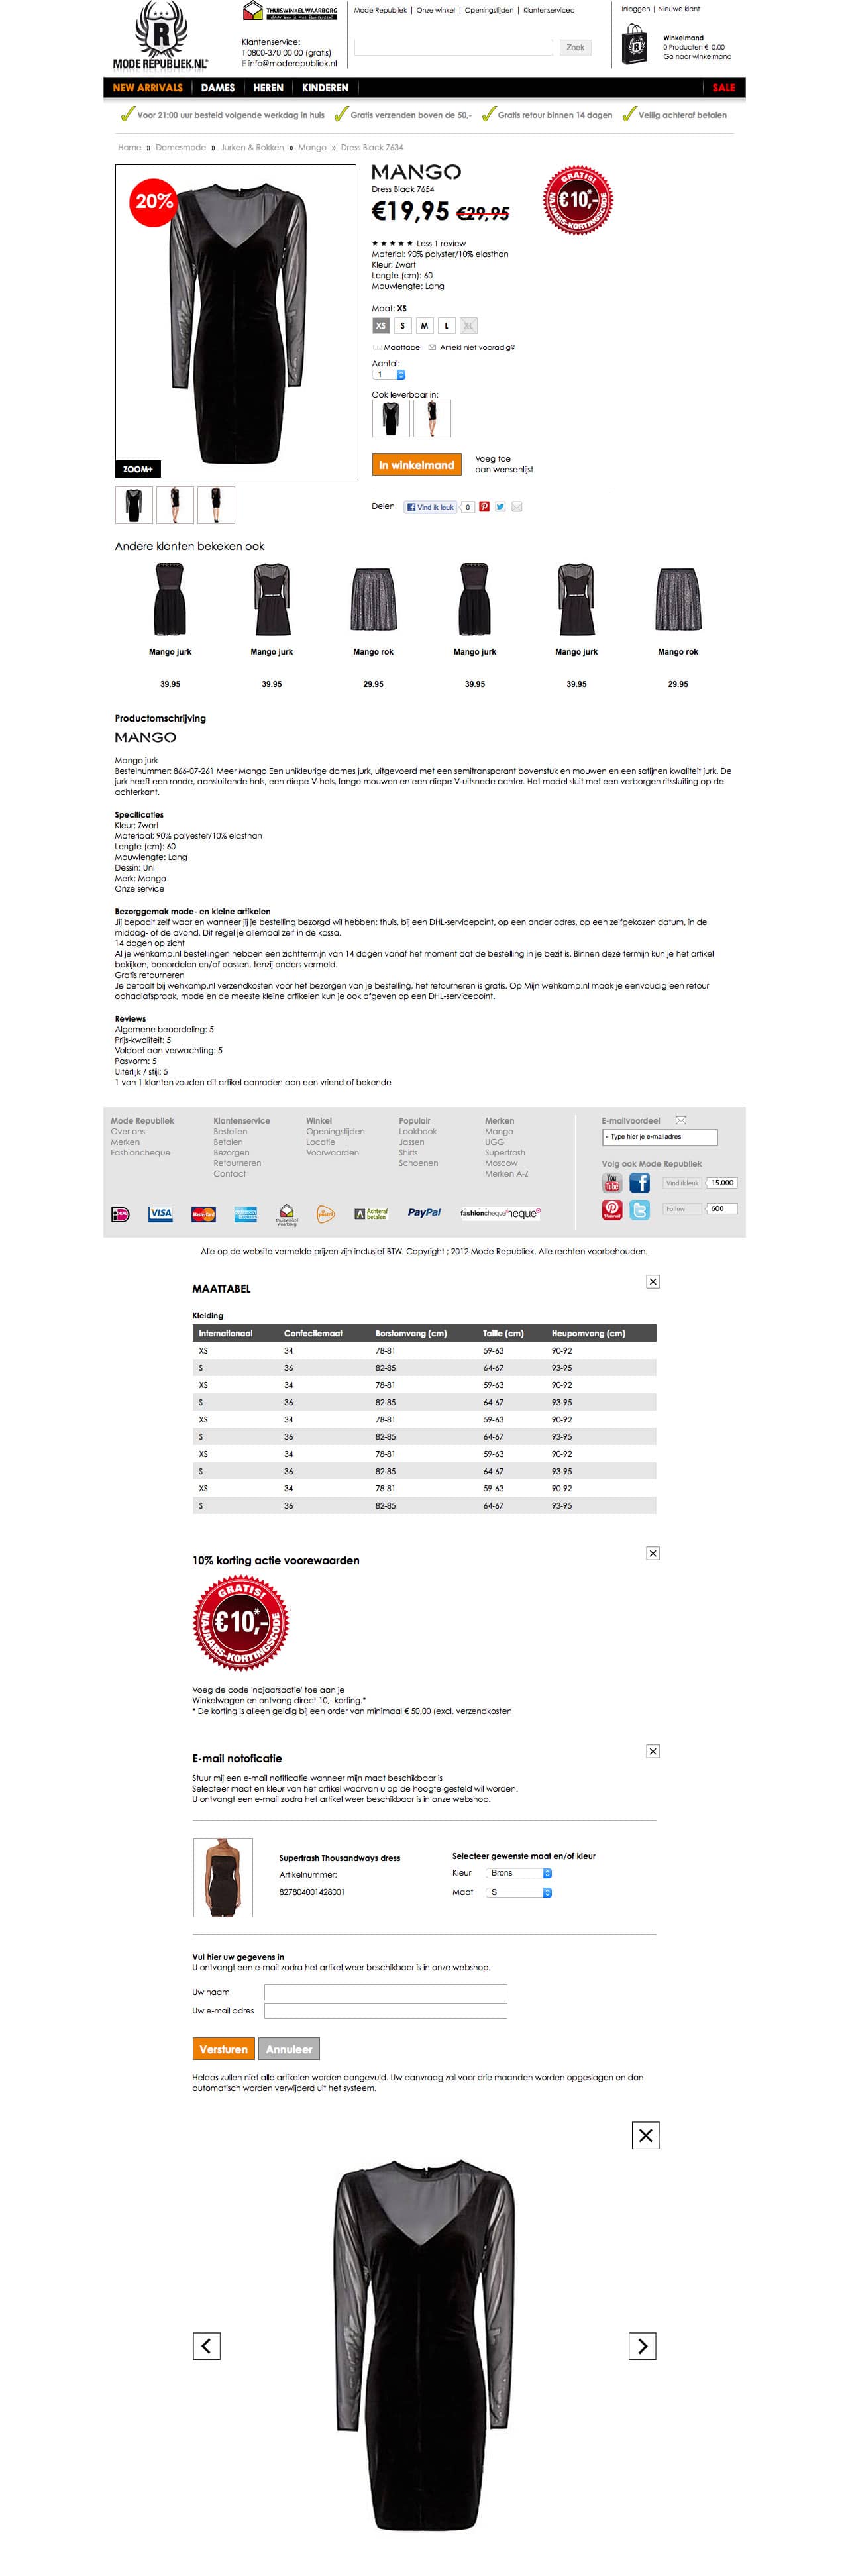 THUISWINKEL WAARBORG
Mode Republiek | Onze winkel | Openingstijden | Klantenservicec
Inloggen | Nieuwe klant
R
MODE REPUBLIEK.NL®
Klantenservice:
T 0800-370 00 00 (gratis)
E info@moderepubliek.nl
Zoek
R
Winkelmand
0 Producten € 0,00
Ga naar winkelmand
NEW ARRIVALS
DAMES
HEREN
KINDEREN
SALE
Voor 21:00 uur besteld volgende werkdag in huis
Gratis verzenden boven de 50,-
Gratis retour binnen 14 dagen
Veilig achteraf betalen
Home » Damesmode » Jurken & Rokken » Mango » Dress Black 7634
20%
ZOOM+
MANGO
Dress Black 7654
€19,95 €29,95
GRATIS!
€10,-
NAJAARS-KORTINGSCODE
★ ★ ★ ★ ★ Less 1 review
Material: 90% polyster/10% elasthan
Kleur: Zwart
Lengte (cm): 60
Mouwlengte: Lang
Maat: XS
XS S M L XL
Maattabel
Artiekl niet vooradig?
Aantal:
1
Ook leverbaar in:
In winkelmand
Voeg toe
aan wensenlijst
Delen
Vind ik leuk
0
Andere klanten bekeken ook
Mango jurk Mango jurk Mango rok Mango jurk Mango jurk Mango rok
39.95 39.95 29.95 39.95 39.95 29.95
Productomschrijving
MANGO
Mango jurk
Bestelnummer: 866-07-261 Meer Mango Een unikleurige dames jurk, uitgevoerd met een semitransparant bovenstuk en mouwen en een satijnen kwaliteit jurk. De
jurk heeft een ronde, aansluitende hals, een diepe V-hals, lange mouwen en een diepe V-uitsnede achter. Het model sluit met een verborgen ritssluiting op de
achterkant.
Specificaties
Kleur: Zwart
Materiaal: 90% polyester/10% elasthan
Lengte (cm): 60
Mouwlengte: Lang
Dessin: Uni
Merk: Mango
Onze service
Bezorggemak mode- en kleine artikelen
Jij bepaalt zelf waar en wanneer jij je bestelling bezorgd wil hebben: thuis, bij een DHL-servicepoint, op een ander adres, op een zelfgekozen datum, in de
middag- of de avond. Dit regel je allemaal zelf in de kassa.
14 dagen op zicht
Al je wehkamp.nl bestellingen hebben een zichttermijn van 14 dagen vanaf het moment dat de bestelling in je bezit is. Binnen deze termijn kun je het artikel
bekijken, beoordelen en/of passen, tenzij anders vermeld.
Gratis retourneren
Je betaalt bij wehkamp.nl verzendkosten voor het bezorgen van je bestelling, het retourneren is gratis. Op Mijn wehkamp.nl maak je eenvoudig een retour
ophaalafspraak, mode en de meeste kleine artikelen kun je ook afgeven op een DHL-servicepoint.
Reviews
Algemene beoordeling: 5
Prijs-kwaliteit: 5
Voldoet aan verwachting: 5
Pasvorm: 5
Uiterlijk / stijl: 5
1 van 1 klanten zouden dit artikel aanraden aan een vriend of bekende
Mode Republiek
Over ons
Merken
Fashioncheque
Klantenservice
Bestellen
Betalen
Bezorgen
Retourneren
Contact
Winkel
Openingstijden
Locatie
Voorwaarden
Populair
Lookbook
Jassen
Shirts
Schoenen
Merken
Mango
UGG
Supertrash
Moscow
Merken A-Z
E-mailvoordeel
» Type hier je e-mailadres
Volg ook Mode Republiek
You Tube
Vind ik leuk
15.000
Pinterest
Follow
600
iDEAL
VISA
MasterCard
thuiswinkel waarborg
Achteraf betalen
PayPal
fashioncheque
Alle op de website vermelde prijzen zijn inclusief BTW. Copyright ; 2012 Mode Republiek. Alle rechten voorbehouden.
MAATTABEL
Kleiding
Internationaal Confectiemaat Borstomvang (cm) Taille (cm) Heupomvang (cm)
XS 34 78-81 59-63 90-92
S 36 82-85 64-67 93-95
XS 34 78-81 59-63 90-92
S 36 82-85 64-67 93-95
XS 34 78-81 59-63 90-92
S 36 82-85 64-67 93-95
XS 34 78-81 59-63 90-92
S 36 82-85 64-67 93-95
XS 34 78-81 59-63 90-92
S 36 82-85 64-67 93-95
10% korting actie voorewaarden
GRATIS!
€10,-*
NAJAARS-KORTINGSCODE
Voeg de code 'najaarsactie' toe aan je
Winkelwagen en ontvang direct 10,- korting.*
* De korting is alleen geldig bij een order van minimaal € 50,00 (excl. verzendkosten
E-mail notoficatie
Stuur mij een e-mail notificatie wanneer mijn maat beschikbaar is
Selecteer maat en kleur van het artikel waarvan u op de hoogte gesteld wil worden.
U ontvangt een e-mail zodra het artikel weer beschikbaar is in onze webshop.
Supertrash Thousandways dress
Artikelnummer:
827804001428001
Selecteer gewenste maat en/of kleur
Kleur Brons
Maat S
Vul hier uw gegevens in
U ontvangt een e-mail zodra het artikel weer beschikbaar is in onze webshop.
Uw naam
Uw e-mail adres
Versturen
Annuleer
Helaas zullen niet alle artikelen worden aangevuld. Uw aanvraag zal voor drie maanden worden opgeslagen en dan
automatisch worden verwijderd uit het systeem.